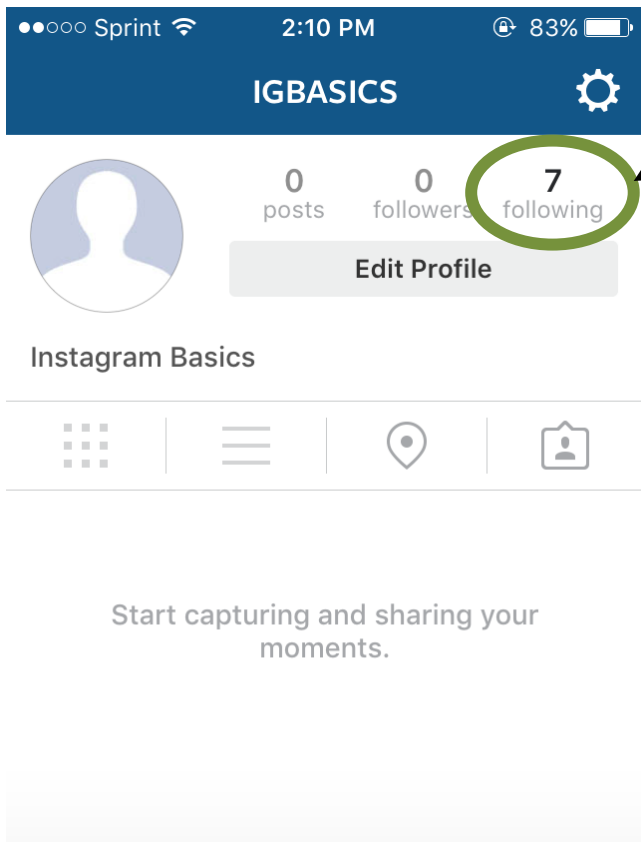 Sprint 2:10 PM 83%
IGBASICS
0 0 7
posts followers following
Edit Profile
Instagram Basics
Start capturing and sharing your
moments.